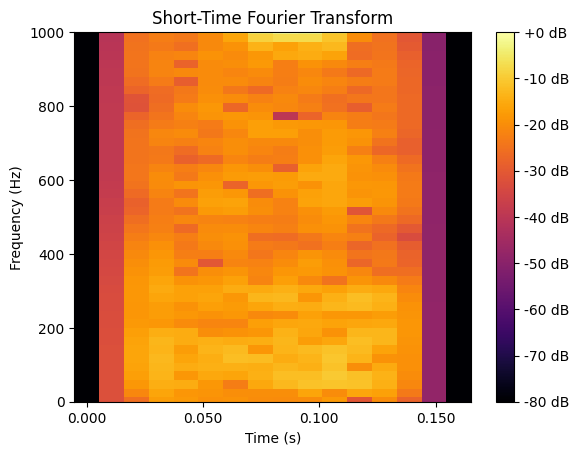 Short-Time Fourier Transform
1000
800
600
400
200
0
Frequency (Hz)
0.000
0.050
0.100
0.150
Time (s)
+0 dB
-10 dB
-20 dB
-30 dB
-40 dB
-50 dB
-60 dB
-70 dB
-80 dB